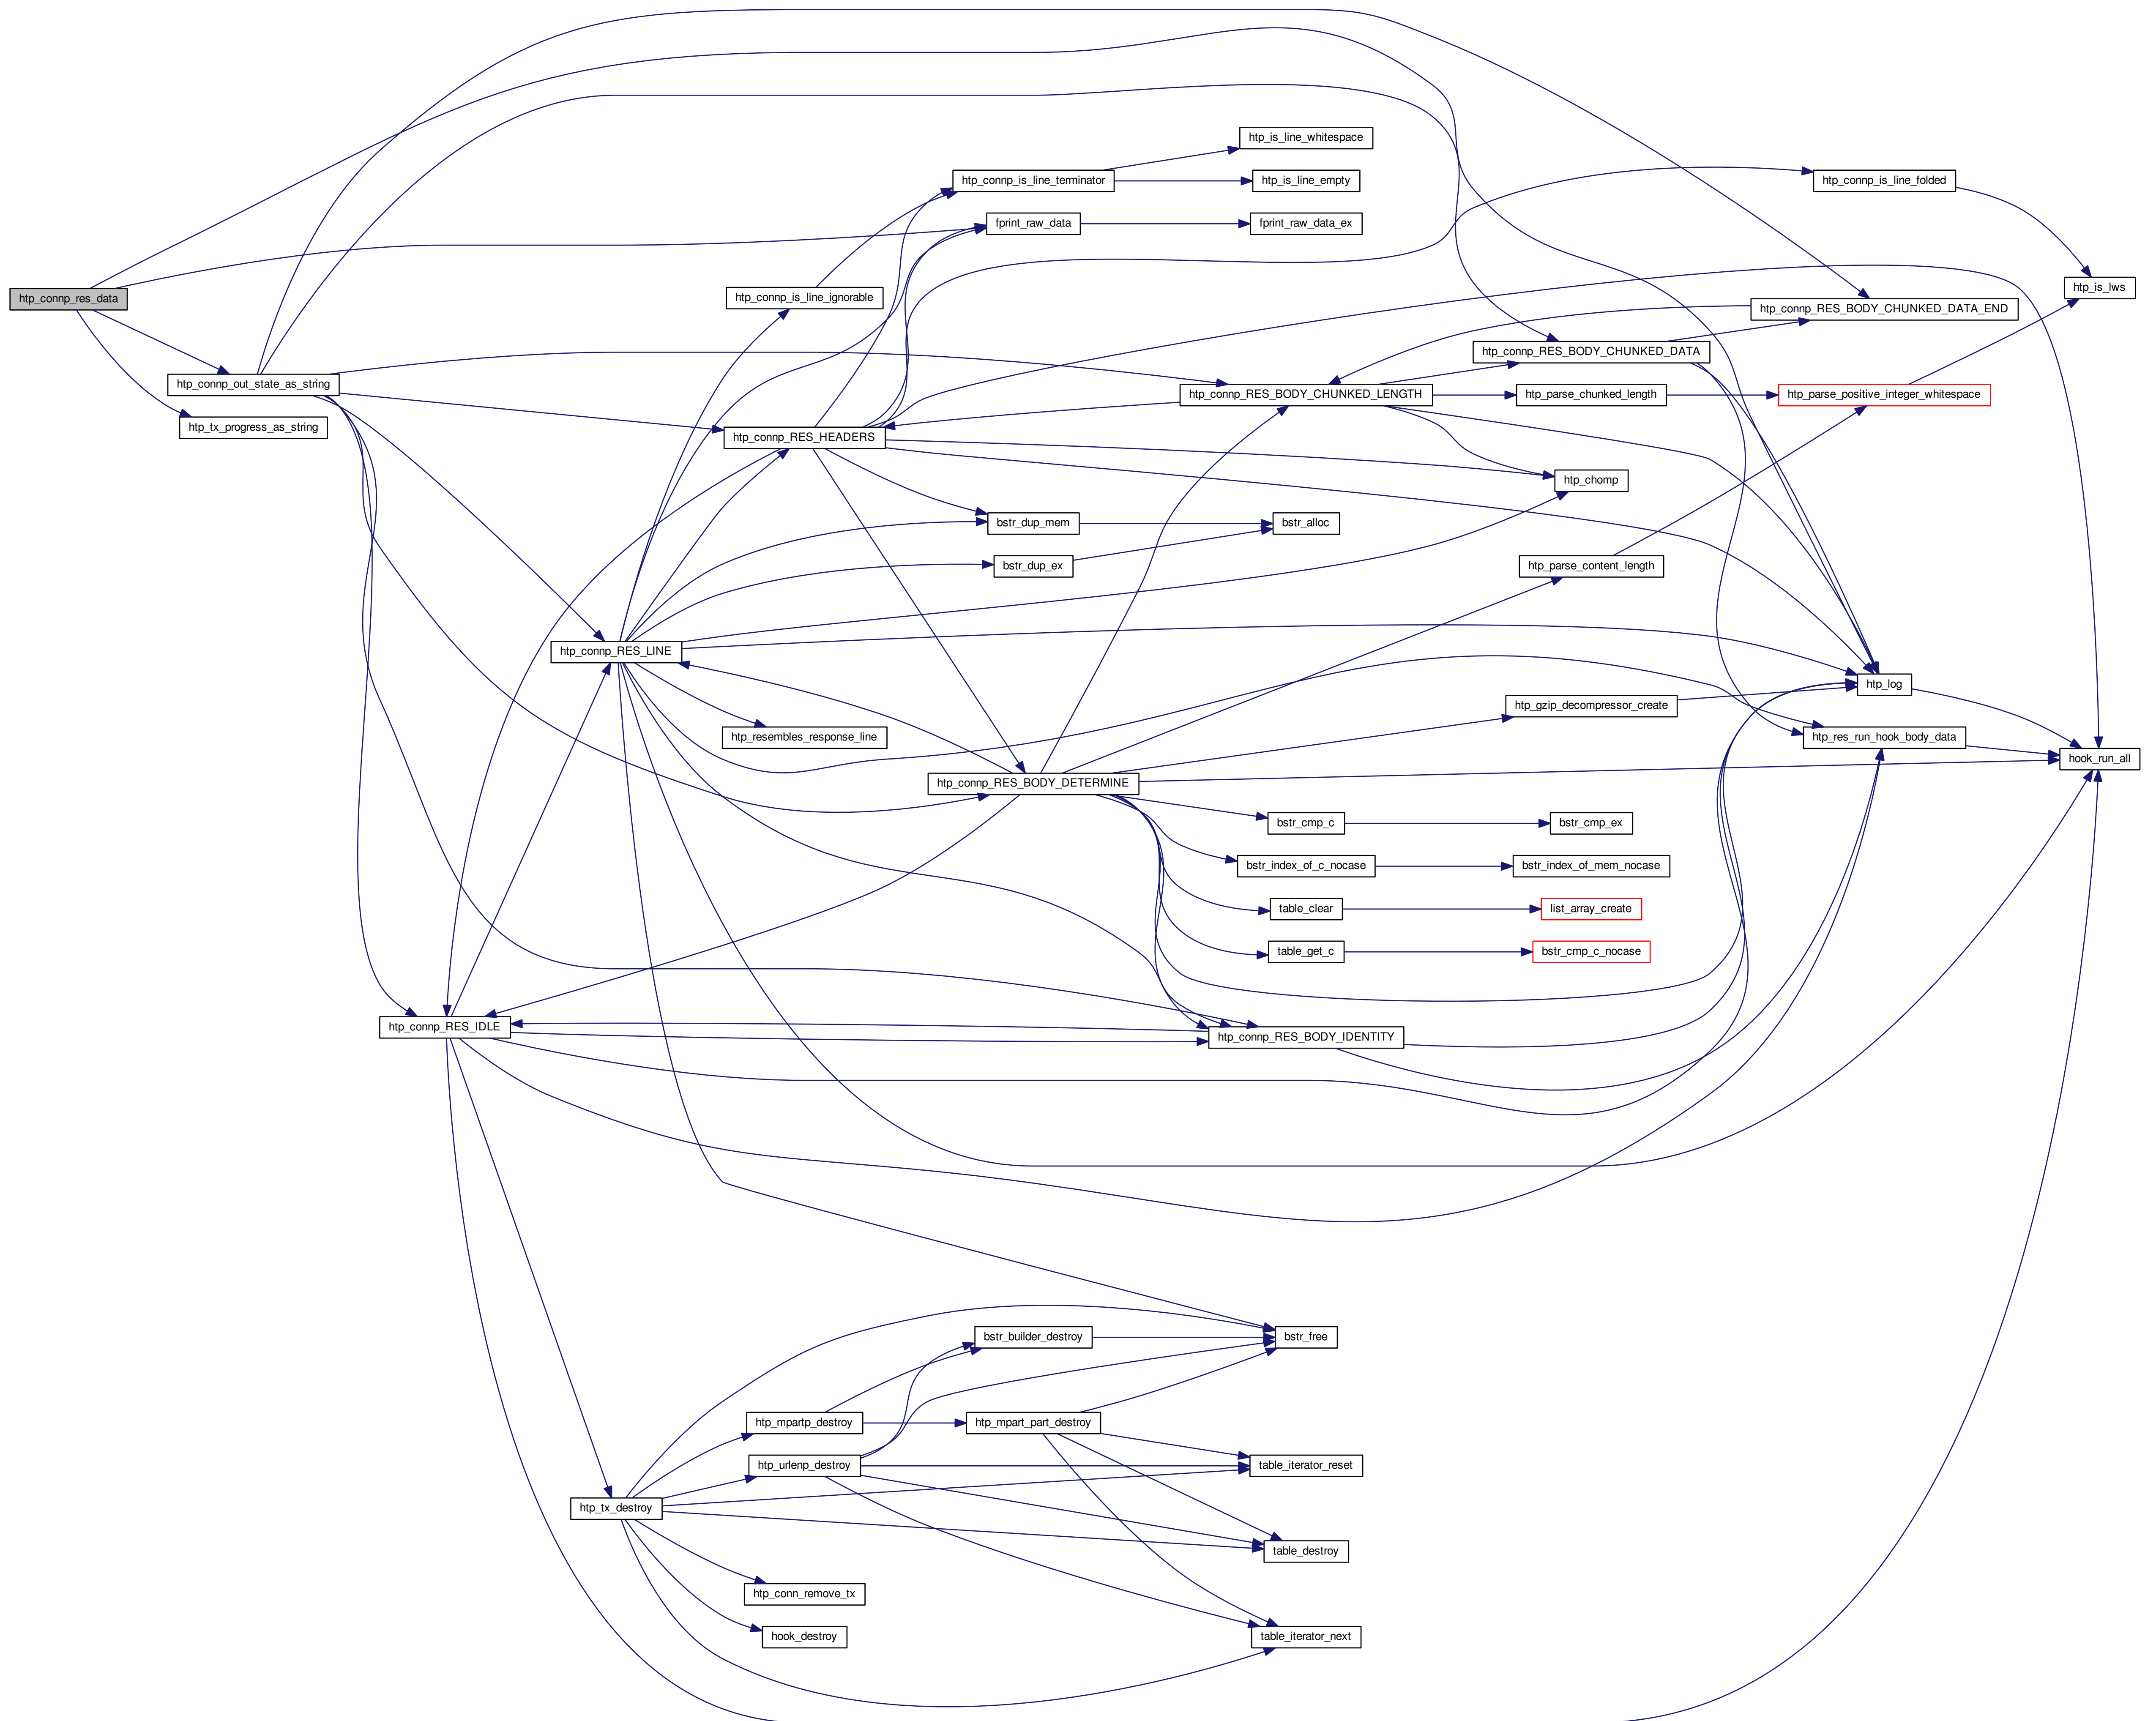 htp_connp_res_data
htp_connp_out_state_as_string
htp_tx_progress_as_string
htp_connp_RES_IDLE
htp_connp_RES_LINE
htp_tx_destroy
htp_connp_is_line_ignorable
htp_connp_RES_HEADERS
htp_resembles_response_line
htp_mpartp_destroy
htp_urlenp_destroy
htp_conn_remove_tx
hook_destroy
htp_connp_is_line_terminator
fprint_raw_data
bstr_dup_mem
bstr_dup_ex
htp_connp_RES_BODY_DETERMINE
bstr_builder_destroy
htp_mpart_part_destroy
htp_is_line_whitespace
htp_is_line_empty
fprint_raw_data_ex
htp_connp_RES_BODY_CHUNKED_LENGTH
bstr_alloc
bstr_cmp_c
bstr_index_of_c_nocase
table_clear
table_get_c
htp_connp_RES_BODY_IDENTITY
bstr_free
table_iterator_reset
table_destroy
table_iterator_next
htp_connp_RES_BODY_CHUNKED_DATA
htp_parse_chunked_length
htp_chomp
htp_parse_content_length
htp_gzip_decompressor_create
bstr_cmp_ex
bstr_index_of_mem_nocase
list_array_create
bstr_cmp_c_nocase
htp_connp_is_line_folded
htp_connp_RES_BODY_CHUNKED_DATA_END
htp_parse_positive_integer_whitespace
htp_log
htp_res_run_hook_body_data
htp_is_lws
hook_run_all